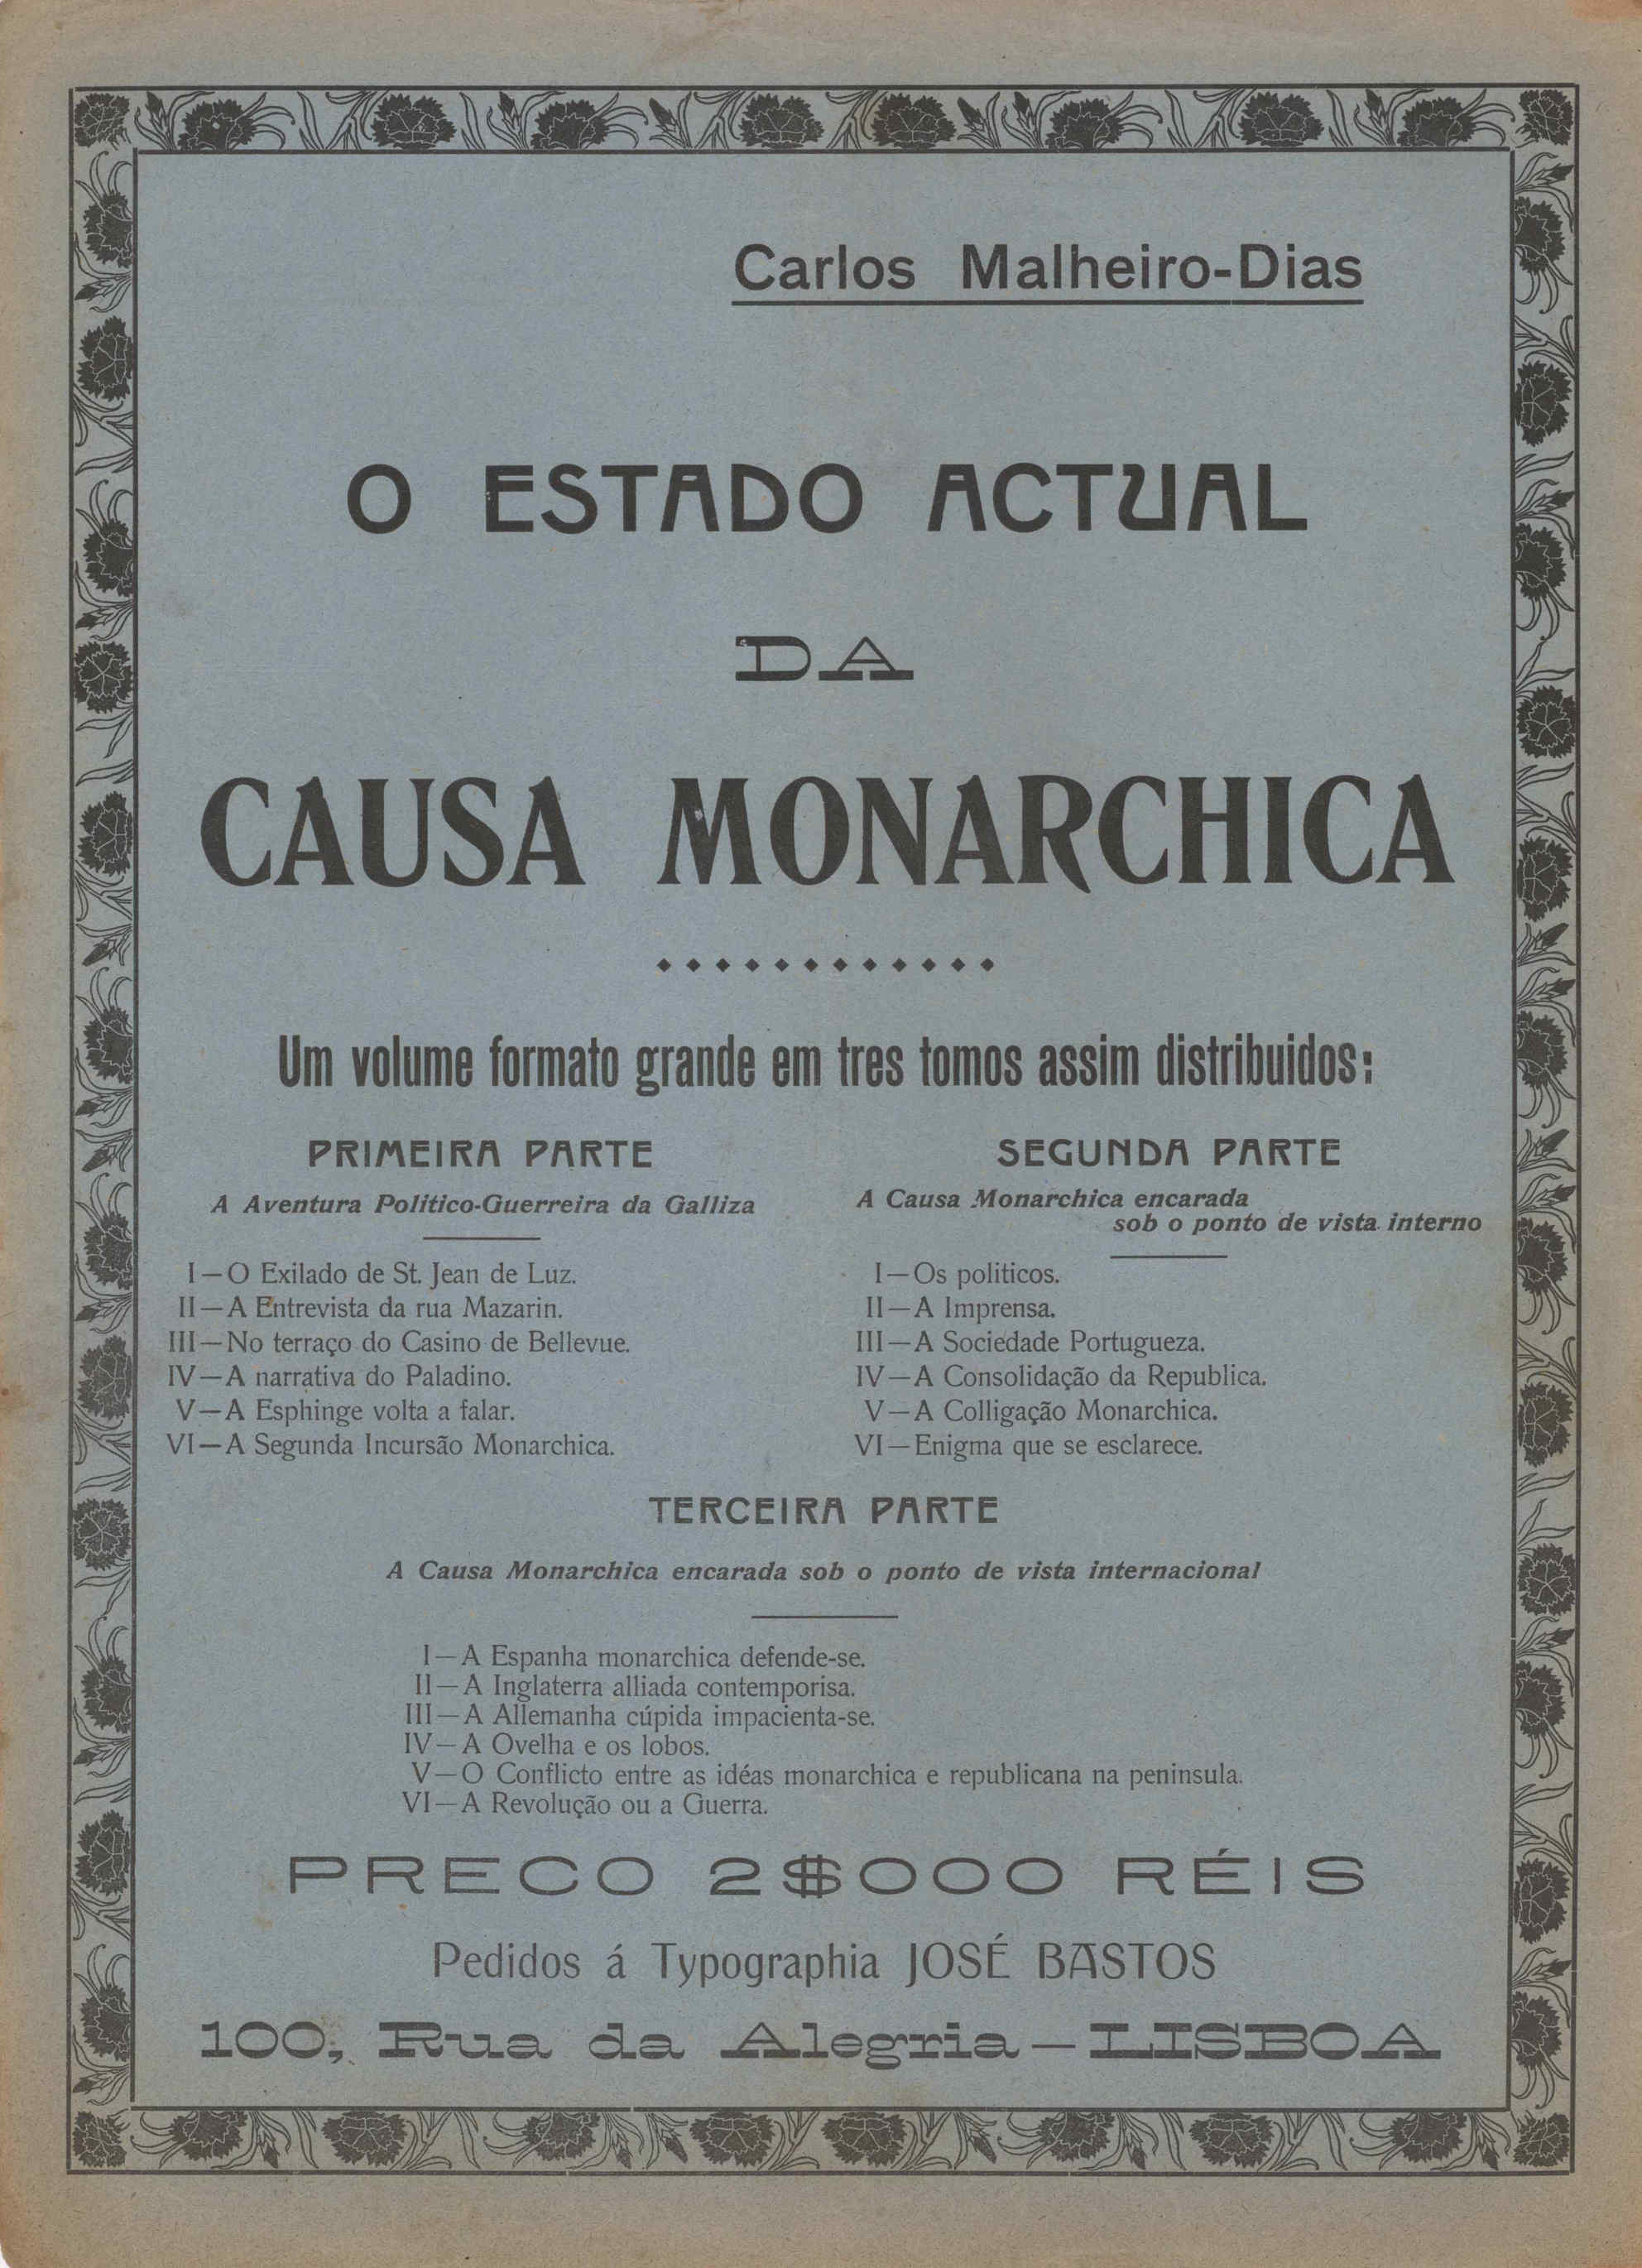 Carlos Malheiro-Dias
O ESTADO ACTUAL
DA
CAUSA MONARCHICA
Um volume formato grande em tres tomos assim distribuidos:
PRIMEIRA PARTE
A Aventura Politico-Guerreira da Galliza
I—O Exilado de St. Jean de Luz.
II—A Entrevista da rua Mazarin.
III—No terraço do Casino de Bellevue.
IV—A narrativa do Paladino.
V—A Esphinge volta a falar.
VI—A Segunda Incursão Monarchica.
SEGUNDA PARTE
A Causa Monarchica encarada
sob o ponto de vista interno
I—Os politicos.
II—A Imprensa.
III—A Sociedade Portugueza.
IV—A Consolidação da Republica.
V—A Colligação Monarchica.
VI—Enigma que se esclarece.
TERCEIRA PARTE
A Causa Monarchica encarada sob o ponto de vista internacional
I—A Espanha monarchica defende-se.
II—A Inglaterra alliada contemporisa.
III—A Allemanha cúpida impacienta-se.
IV—A Ovelha e os lobos.
V—O Conflicto entre as idéas monarchica e republicana na peninsula.
VI—A Revolução ou a Guerra.
PRECO 2$000 RÉIS
Pedidos á Typographia JOSÉ BASTOS
100, Rua da Alegria—LISBOA